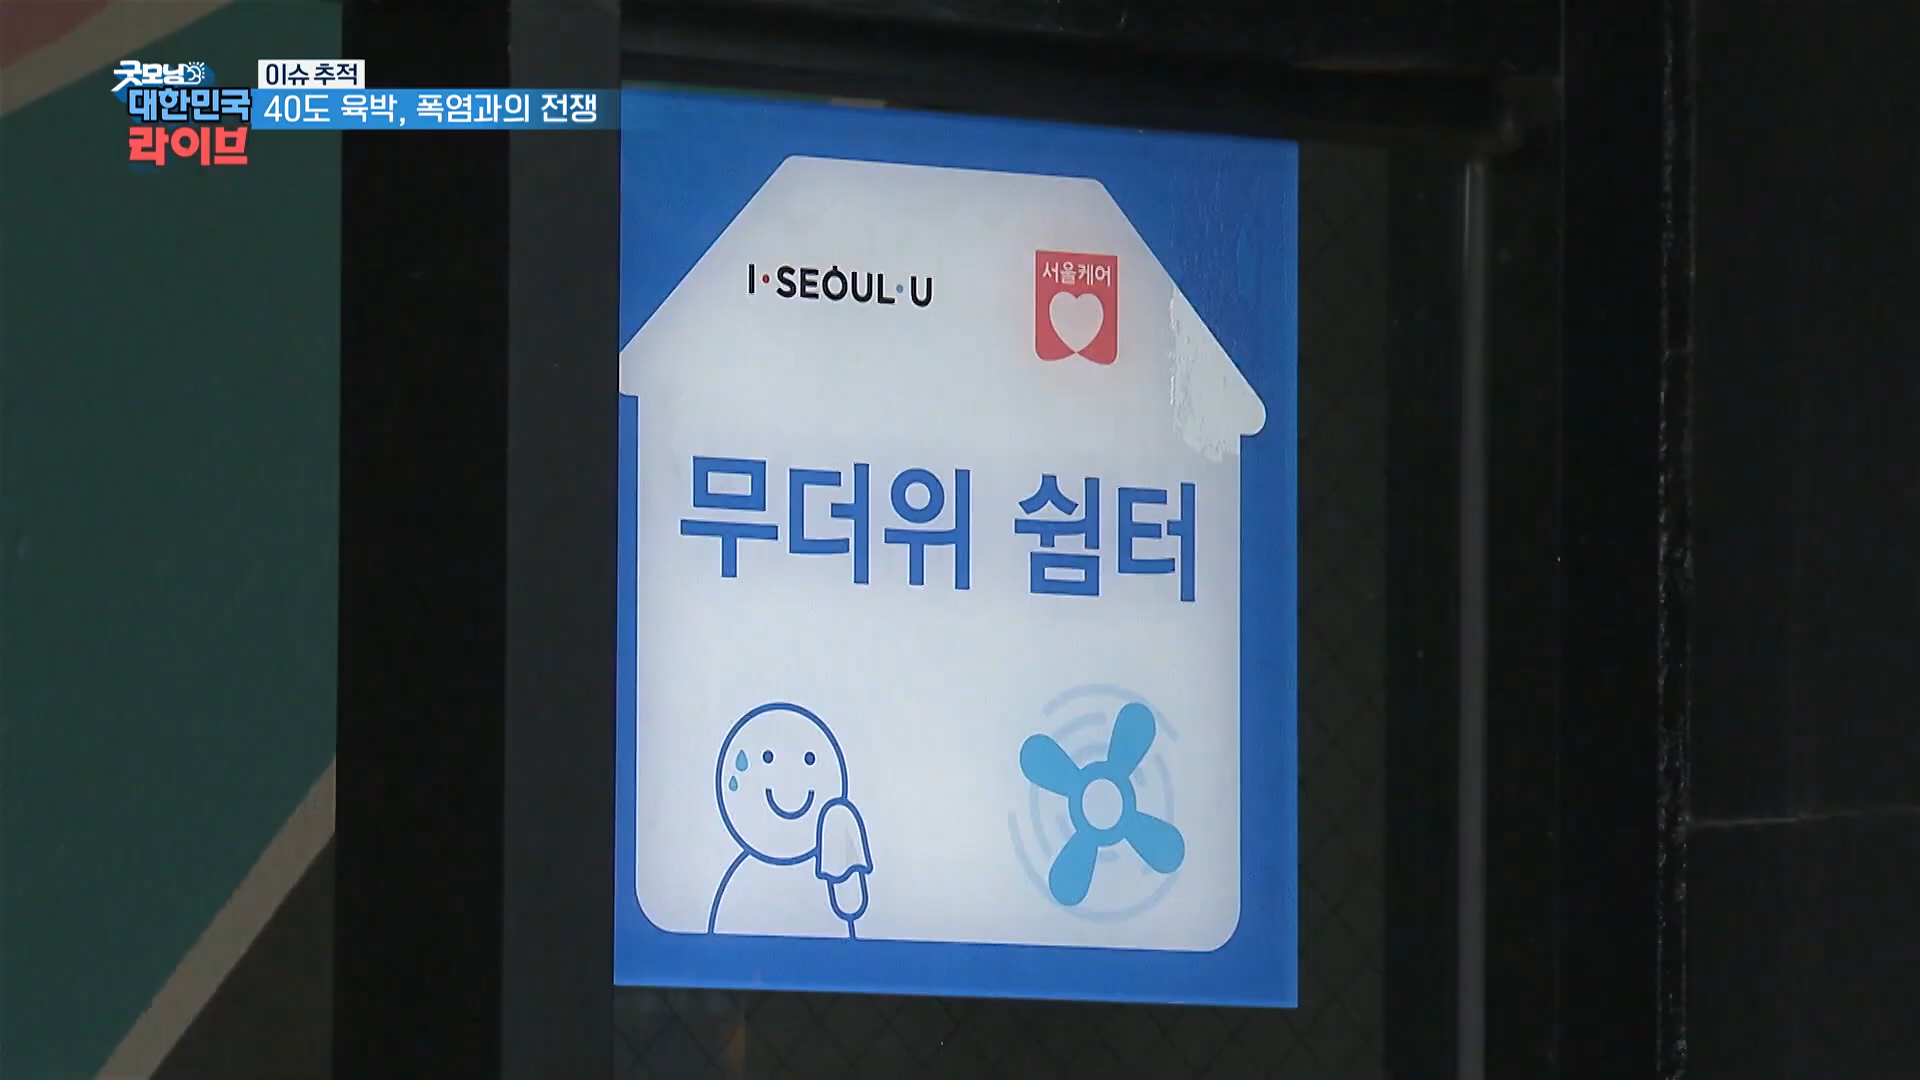 굿모닝
대한민국
라이브
이슈 추적
40도 육박, 폭염과의 전쟁
I·SEOUL·U
서울케어
무더위 쉼터